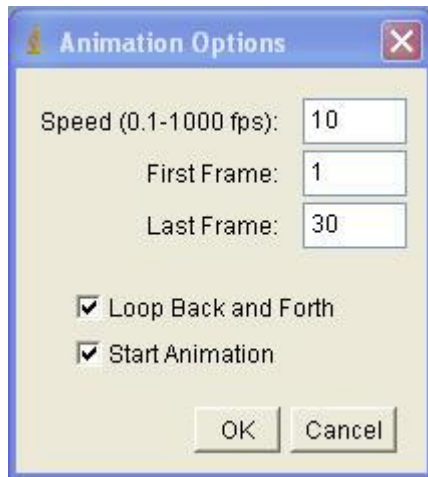 Animation Options
Speed (0.1-1000 fps): 10
First Frame: 1
Last Frame: 30
Loop Back and Forth
Start Animation
OK Cancel